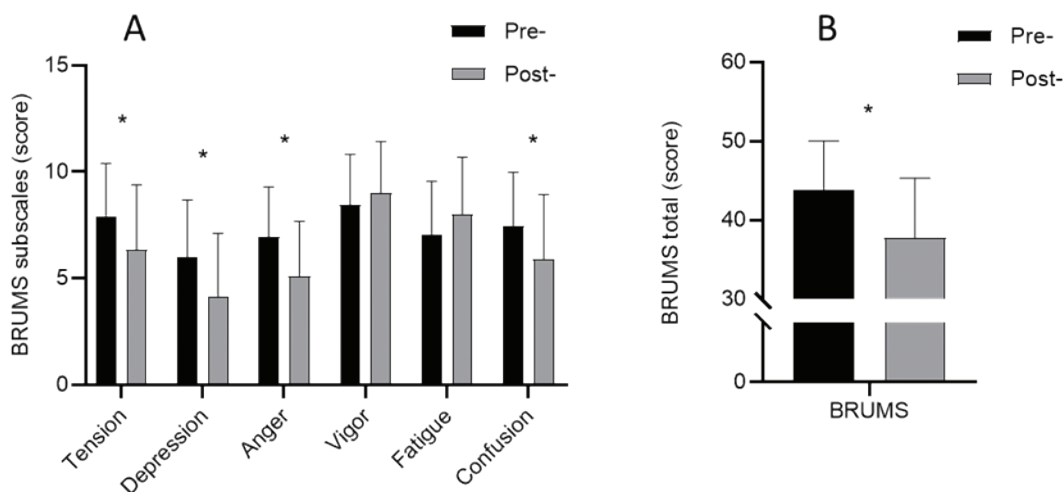 A
Pre-
Post-
BRUMS subscales (score)
15
10
5
0
*
*
*
*
Tension
Depression
Anger
Vigor
Fatigue
Confusion
B
Pre-
Post-
BRUMS total (score)
60
50
40
30
0
*
BRUMS